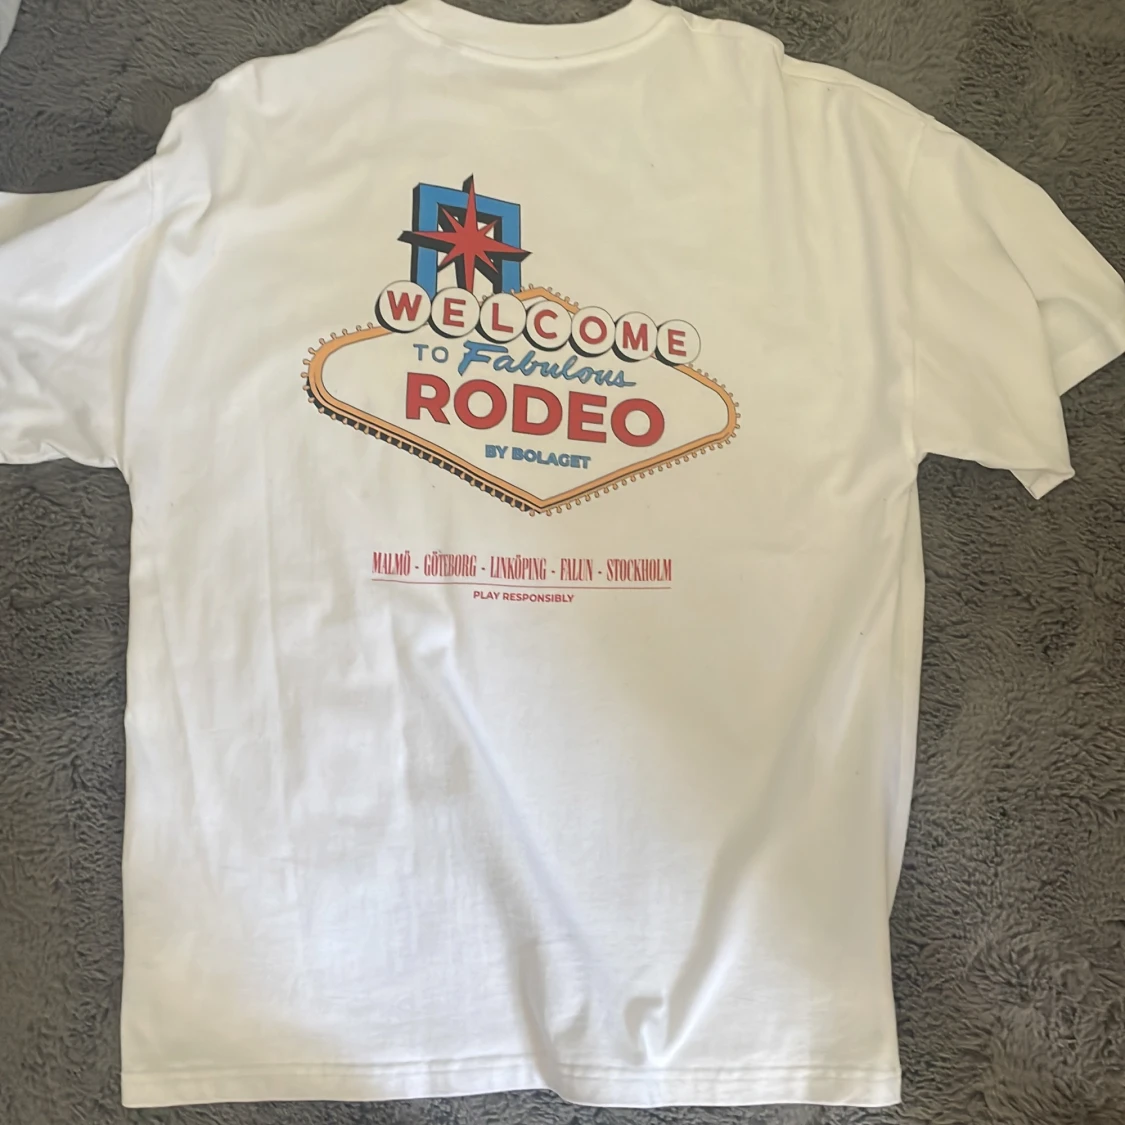 WELCOME
TO Fabulous
RODEO
BY BOLAGET
MALMÖ - GÖTEBORG - LINKÖPING - FALUN - STOCKHOLM
PLAY RESPONSIBLY